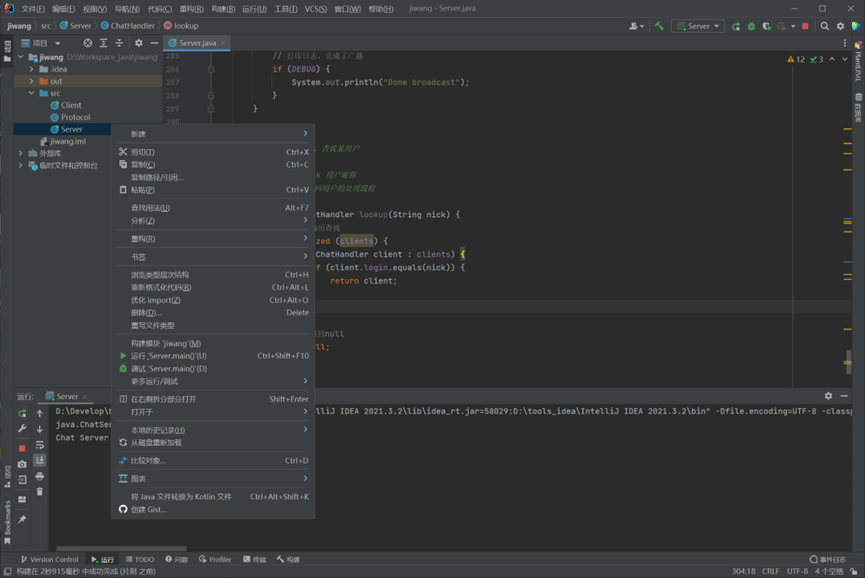 文件(F) 编辑(E) 视图(V) 导航(N) 代码(C) 重构(R) 构建(B) 运行(U) 工具(T) VCS(S) 窗口(W) 帮助(H) jiwang - Server.java
jiwang src Server ChatHandler lookup Server
项目 Server.java
jiwang D:\Workspace_java\jiwang
.idea
out
src
Client
Protocol
Server
jiwang.iml
外部库
临时文件和控制台
285 // 打印日志，完成了广播
286 if (DEBUG) {
287 System.out.println("Done broadcast");
288 }
289 }
290
12 3
PlantUML
数据库
，查找某用户
用户昵称
用户的处理线程
tHandler lookup(String nick) {
历查找
zed (clients) {
ChatHandler client : clients) {
f (client.login.equals(nick)) {
return client;
回null
ll;
新建
剪切(T) Ctrl+X
复制(C) Ctrl+C
复制路径/引用...
粘贴(P) Ctrl+V
查找用法(U) Alt+F7
分析(Z)
重构(R)
书签
浏览类型层次结构 Ctrl+H
重新格式化代码(R) Ctrl+Alt+L
优化 import(Z) Ctrl+Alt+O
删除(D)... Delete
重写文件类型
构建模块 'jiwang'(M)
运行 'Server.main()'(U) Ctrl+Shift+F10
调试 'Server.main()'(D)
更多运行/调试
在右侧拆分部分打开 Shift+Enter
打开于
本地历史记录(H)
从磁盘重新加载
比较对象... Ctrl+D
图表
将 Java 文件转换为 Kotlin 文件 Ctrl+Alt+Shift+K
创建 Gist...
运行: Server
D:\Develop\ lliJ IDEA 2021.3.2\lib\idea_rt.jar=58029:D:\tools_idea\IntelliJ IDEA 2021.3.2\bin" -Dfile.encoding=UTF-8 -classp
java.ChatSer
Chat Server
结构
Bookmarks
Version Control 运行 TODO 问题 Profiler 终端 构建 事件日志
构建在 2秒915毫秒 中成功完成 (片刻 之前) 304:18 CRLF UTF-8 4 个空格